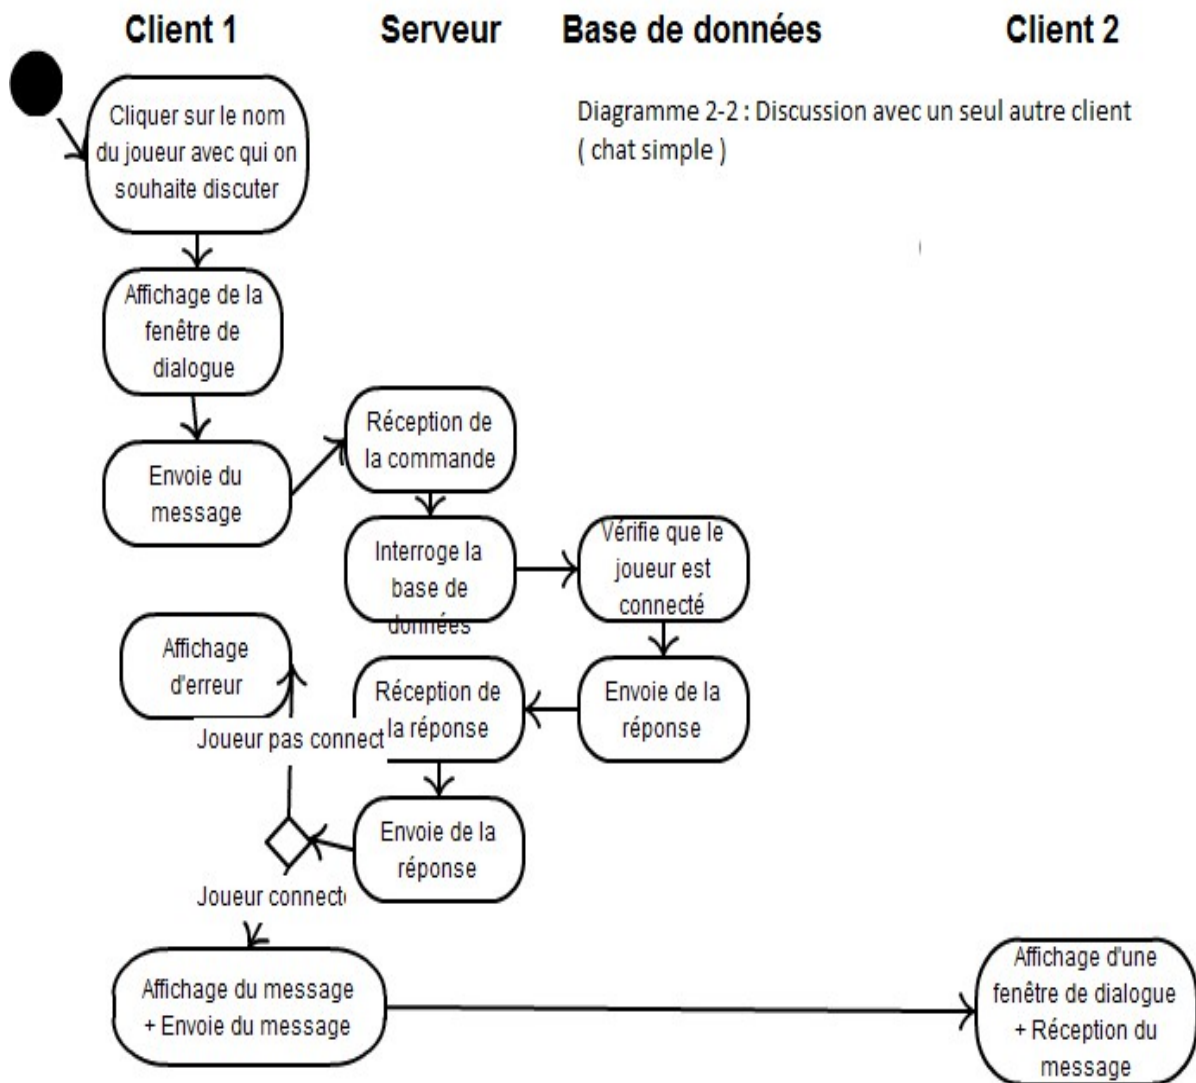 Client 1
Serveur
Base de données
Client 2
Diagramme 2-2 : Discussion avec un seul autre client
( chat simple )
Cliquer sur le nom
du joueur avec qui on
souhaite discuter
Affichage de la
fenêtre de
dialogue
Envoie du
message
Réception de
la commande
Interroge la
base de
données
Vérifie que le
joueur est
connecté
Envoie de la
réponse
Réception de
la réponse
Envoie de la
réponse
Affichage
d'erreur
Joueur pas connect
Joueur connect
Affichage du message
+ Envoie du message
Affichage d'une
fenêtre de dialogue
+ Réception du
message